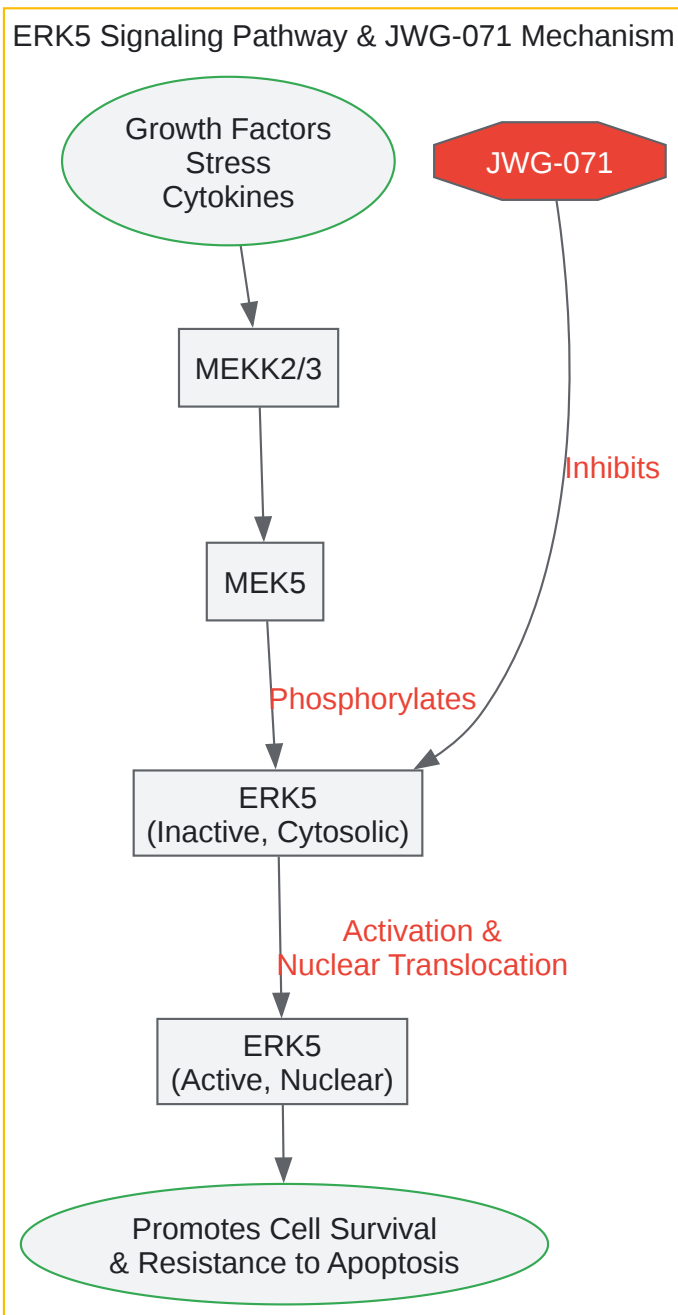 ERK5 Signaling Pathway & JWG-071 Mechanism
Growth Factors
Stress
Cytokines
JWG-071
MEKK2/3
Inhibits
MEK5
Phosphorylates
ERK5
(Inactive, Cytosolic)
Activation &
Nuclear Translocation
ERK5
(Active, Nuclear)
Promotes Cell Survival
& Resistance to Apoptosis